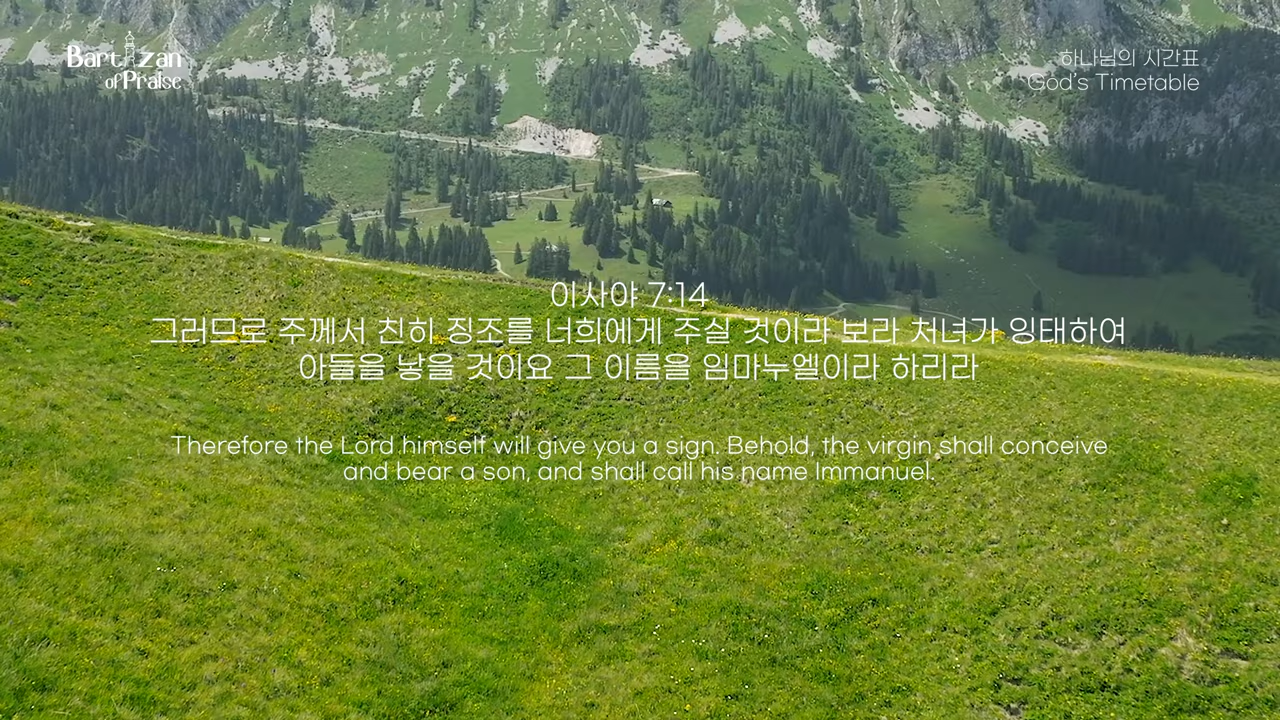 Bartizan
of Praise
하나님의 시간표
God's Timetable
이사야 7:14
그러므로 주께서 친히 징조를 너희에게 주실 것이라 보라 처녀가 잉태하여
아들을 낳을 것이요 그 이름을 임마누엘이라 하리라
Therefore the Lord himself will give you a sign. Behold, the virgin shall conceive
and bear a son, and shall call his name Immanuel.